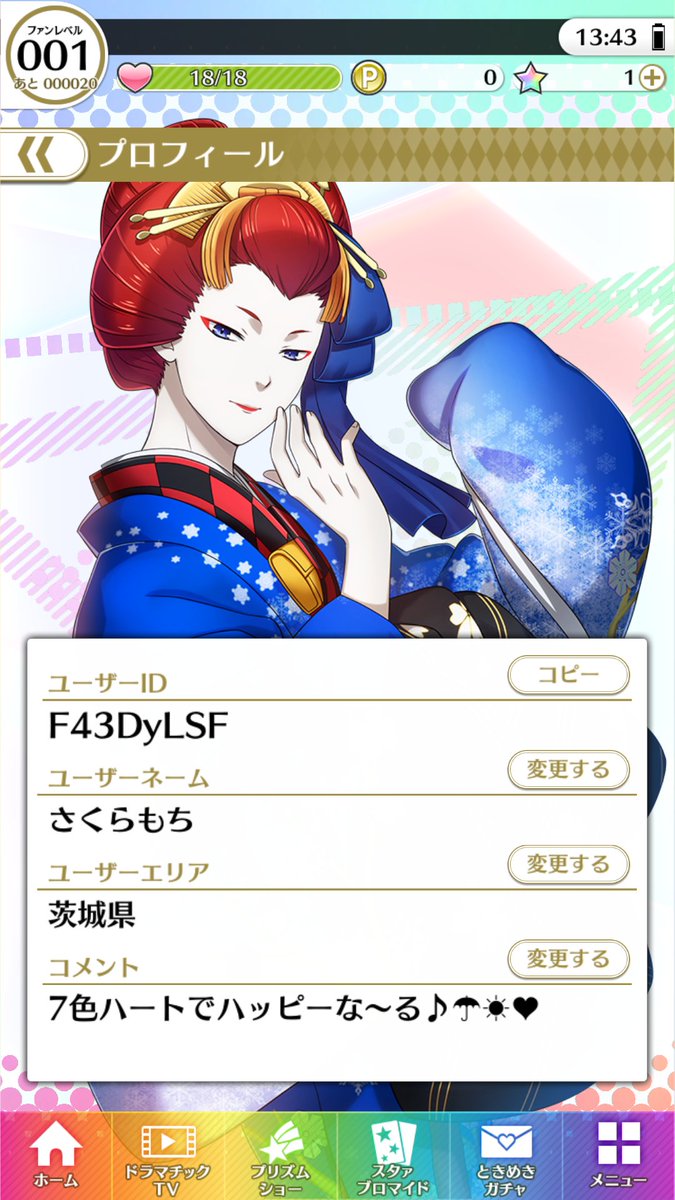 ファンレベル
001
あと 000020
18/18
P
0
1
13:43
プロフィール
ユーザーID
コピー
F43DyLSF
ユーザーネーム
変更する
さくらもち
ユーザーエリア
変更する
茨城県
コメント
変更する
7色ハートでハッピーな～る♪☂☀♥
ホーム
ドラマチック
TV
プリズム
ショー
スタァ
ブロマイド
ときめき
ガチャ
メニュー